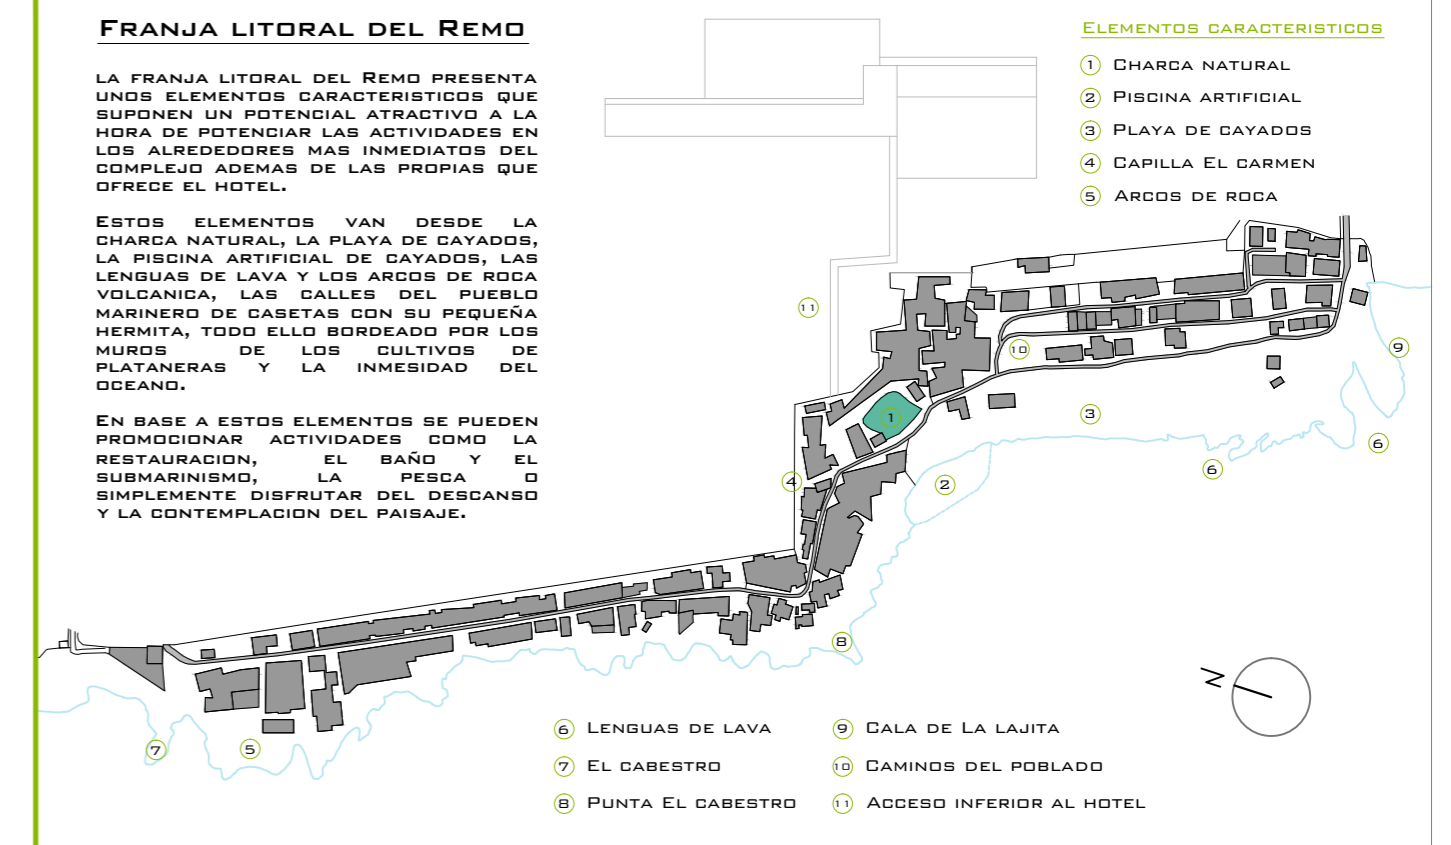 Franja litoral del Remo
la franja litoral del Remo presenta
unos elementos caracteristicos que
suponen un potencial atractivo a la
hora de potenciar las actividades en
los alrededores mas inmediatos del
complejo ademas de las propias que
ofrece el hotel.
Estos elementos van desde la
charca natural, la playa de cayados,
la piscina artificial de cayados, las
lenguas de lava y los arcos de roca
volcanica, las calles del pueblo
marinero de casetas con su pequeña
hermita, todo ello bordeado por los
muros de los cultivos de
plataneras y la inmesidad del
oceano.
En base a estos elementos se pueden
promocionar actividades como la
restauracion, el baño y el
submarinismo, la pesca o
simplemente disfrutar del descanso
y la contemplacion del paisaje.
Elementos caracteristicos
1 Charca natural
2 Piscina artificial
3 Playa de cayados
4 Capilla El carmen
5 Arcos de roca
11
10
9
1
3
6
6
4
2
8
7
5
N
6 Lenguas de lava
7 El cabestro
8 Punta El cabestro
9 Cala de La lajita
10 Caminos del poblado
11 Acceso inferior al hotel